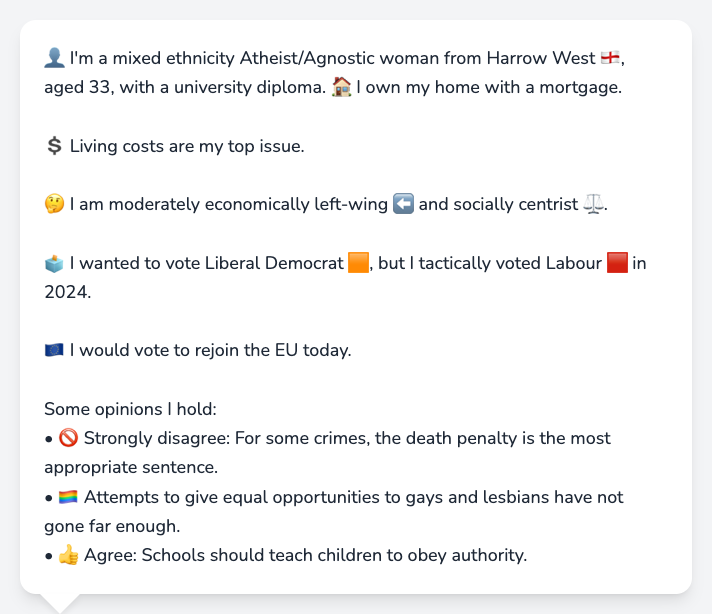 👤 I'm a mixed ethnicity Atheist/Agnostic woman from Harrow West 🏴󠁧󠁢󠁥󠁮󠁧󠁿,
aged 33, with a university diploma. 🏠 I own my home with a mortgage.
💲 Living costs are my top issue.
🤔 I am moderately economically left-wing ⬅️ and socially centrist ⚖️.
🗳️ I wanted to vote Liberal Democrat 🟧, but I tactically voted Labour 🟥 in
2024.
🇪🇺 I would vote to rejoin the EU today.
Some opinions I hold:
• 🚫 Strongly disagree: For some crimes, the death penalty is the most
appropriate sentence.
• 🏳️‍🌈 Attempts to give equal opportunities to gays and lesbians have not
gone far enough.
• 👍 Agree: Schools should teach children to obey authority.